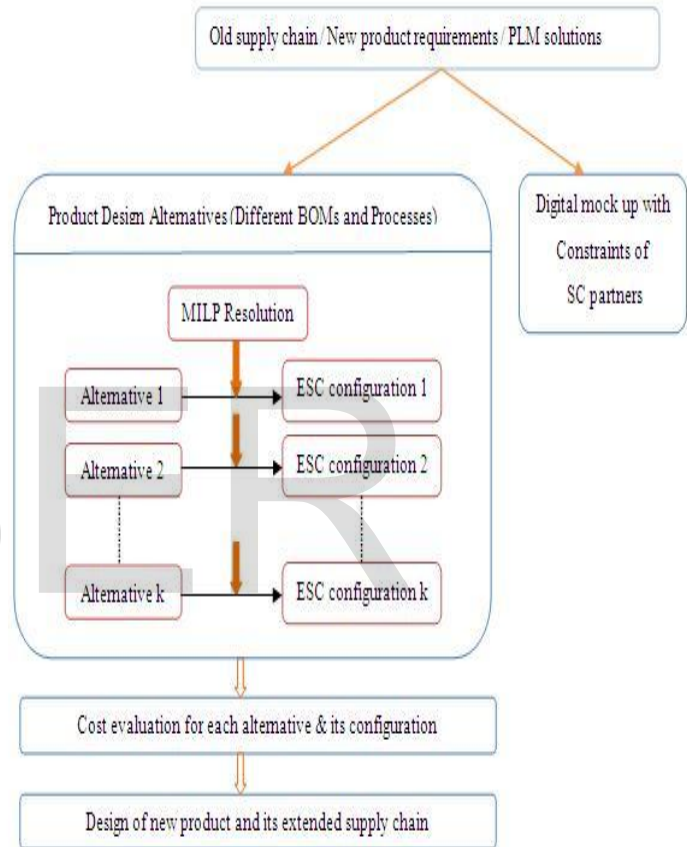 Old supply chain / New product requirements / PLM solutions
Product Design Alternatives (Different BOMs and Processes)
Digital mock up with
Constraints of
SC partners
MILP Resolution
Alternative 1
ESC configuration 1
Alternative 2
ESC configuration 2
Alternative k
ESC configuration k
Cost evaluation for each alternative & its configuration
Design of new product and its extended supply chain
ER